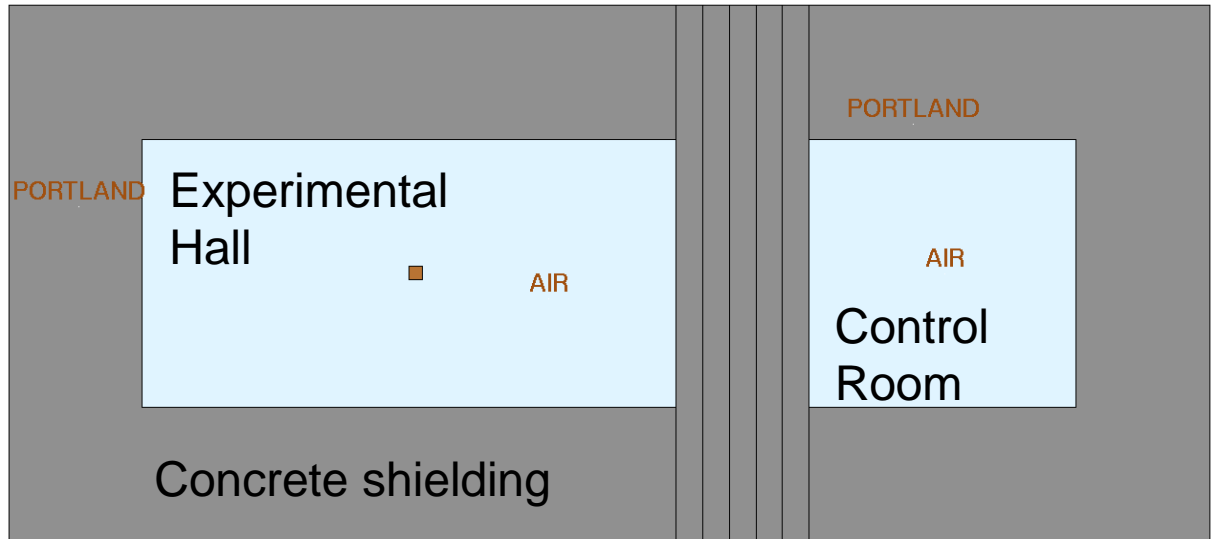 PORTLAND
PORTLAND
Experimental
Hall
AIR
AIR
Control
Room
Concrete shielding